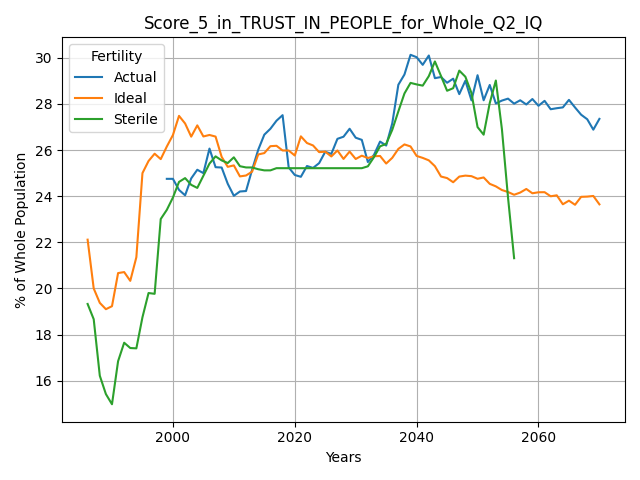 Score_5_in_TRUST_IN_PEOPLE_for_Whole_Q2_IQ
Fertility
Actual
Ideal
Sterile
% of Whole Population
30
28
26
24
22
20
18
16
2000
2020
2040
2060
Years